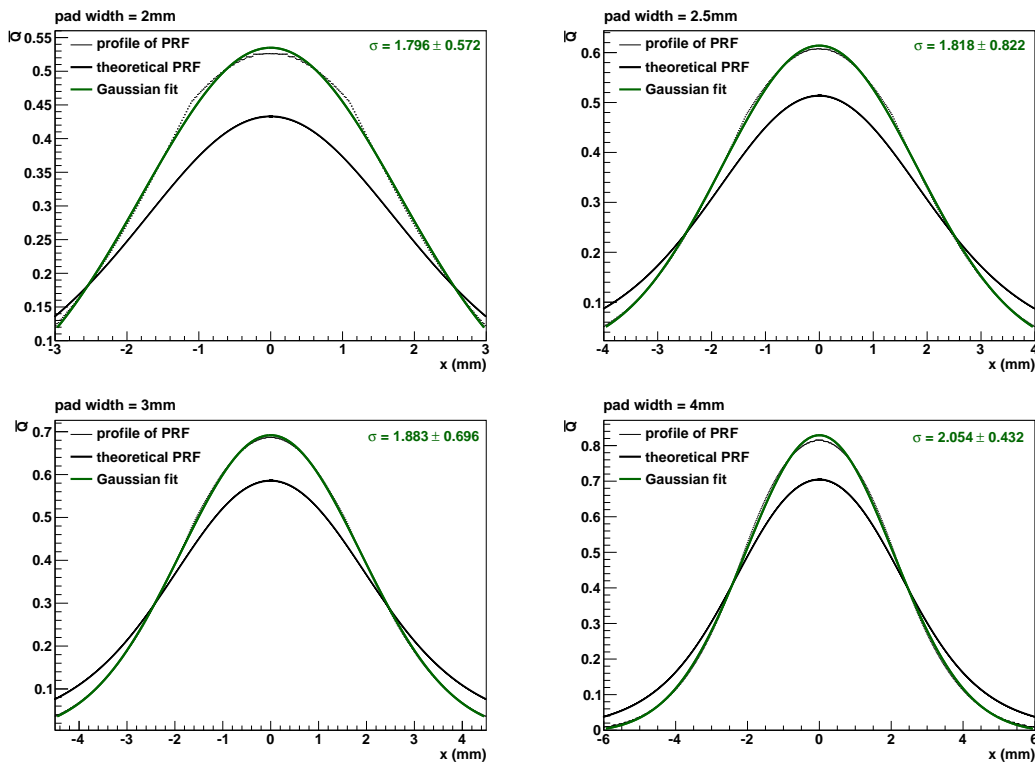 pad width = 2mm
Q
0.55
0.5
0.45
0.4
0.35
0.3
0.25
0.2
0.15
0.1
profile of PRF
theoretical PRF
Gaussian fit
σ = 1.796 ± 0.572
-3 -2 -1 0 1 2 3
x (mm)
pad width = 2.5mm
Q
0.6
0.5
0.4
0.3
0.2
0.1
profile of PRF
theoretical PRF
Gaussian fit
σ = 1.818 ± 0.822
-4 -3 -2 -1 0 1 2 3 4
x (mm)
pad width = 3mm
Q
0.7
0.6
0.5
0.4
0.3
0.2
0.1
profile of PRF
theoretical PRF
Gaussian fit
σ = 1.883 ± 0.696
-4 -3 -2 -1 0 1 2 3 4
x (mm)
pad width = 4mm
Q
0.8
0.7
0.6
0.5
0.4
0.3
0.2
0.1
0
profile of PRF
theoretical PRF
Gaussian fit
σ = 2.054 ± 0.432
-6 -4 -2 0 2 4 6
x (mm)